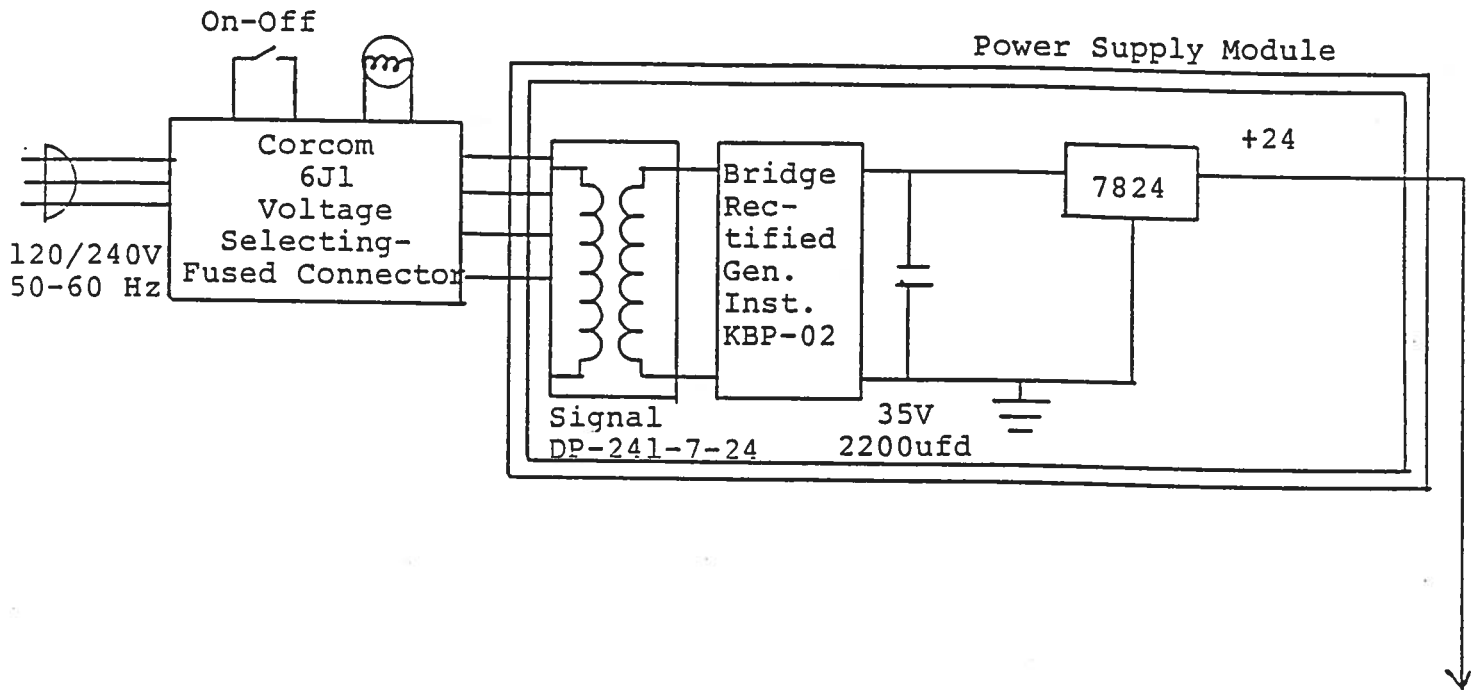 On-Off
Power Supply Module
Corcom
6J1
Voltage
Selecting-
Fused Connector
120/240V
50-60 Hz
Bridge
Rec-
tified
Gen.
Inst.
KBP-02
7824
+24
Signal
DP-241-7-24
35V
2200ufd